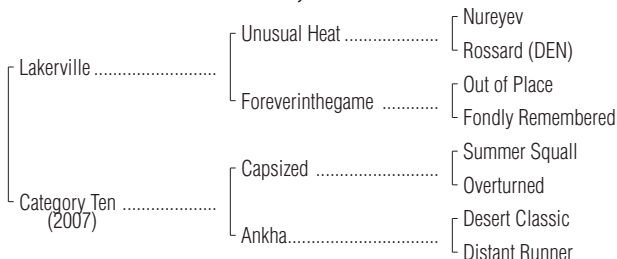 Nureyev
Unusual Heat ....................
Rossard (DEN)
Lakerville ..........................
Out of Place
Foreverinthegame ............
Fondly Remembered
Summer Squall
Capsized ..........................
Overturned
Category Ten ....................
(2007)
Desert Classic
Ankha................................
Distant Runner